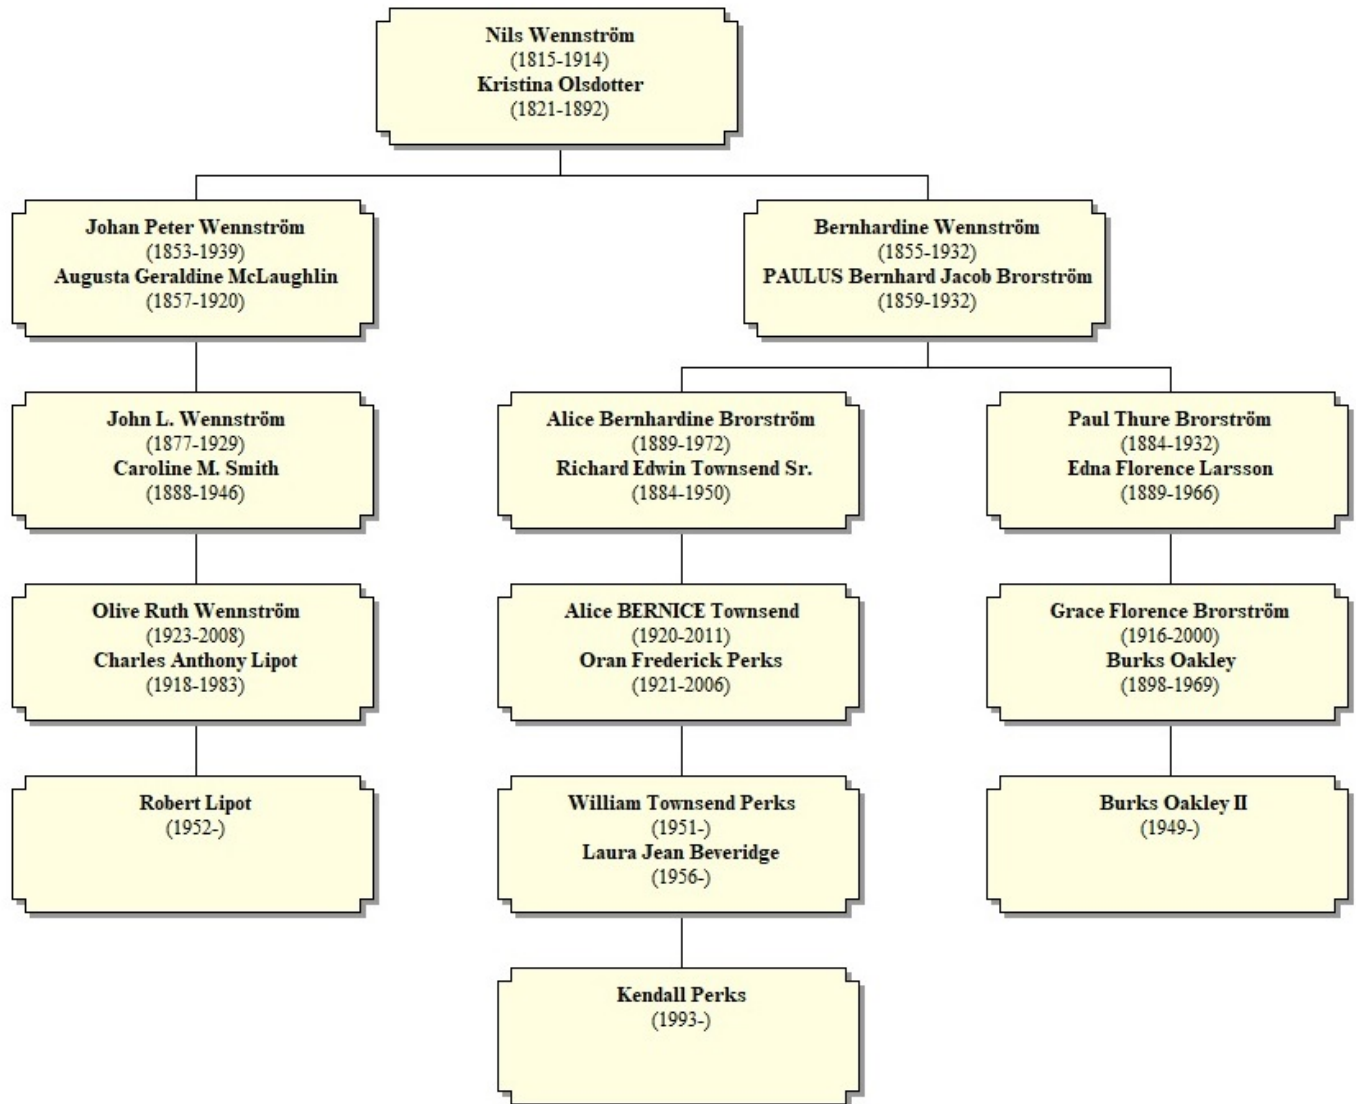 Nils Wennström
(1815-1914)
Kristina Olsdotter
(1821-1892)
Johan Peter Wennström
(1853-1939)
Augusta Geraldine McLaughlin
(1857-1920)
Bernhardine Wennström
(1855-1932)
PAULUS Bernhard Jacob Brorström
(1859-1932)
John L. Wennström
(1877-1929)
Caroline M. Smith
(1888-1946)
Alice Bernhardine Brorström
(1889-1972)
Richard Edwin Townsend Sr.
(1884-1950)
Paul Thure Brorström
(1884-1932)
Edna Florence Larsson
(1889-1966)
Olive Ruth Wennström
(1923-2008)
Charles Anthony Lipot
(1918-1983)
Alice BERNICE Townsend
(1920-2011)
Oran Frederick Perks
(1921-2006)
Grace Florence Brorström
(1916-2000)
Burks Oakley
(1898-1969)
Robert Lipot
(1952-)
William Townsend Perks
(1951-)
Laura Jean Beveridge
(1956-)
Burks Oakley II
(1949-)
Kendall Perks
(1993-)